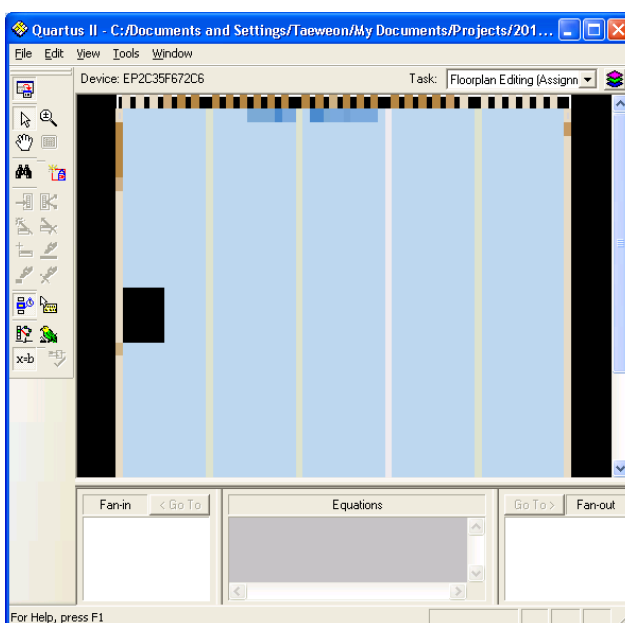 Quartus II - C:/Documents and Settings/Taeweon/My Documents/Projects/201...
File Edit View Tools Window
Device: EP2C35F672C6 Task: Floorplan Editing (Assignn
x=b
Fan-in < Go To Equations Go To > Fan-out
For Help, press F1